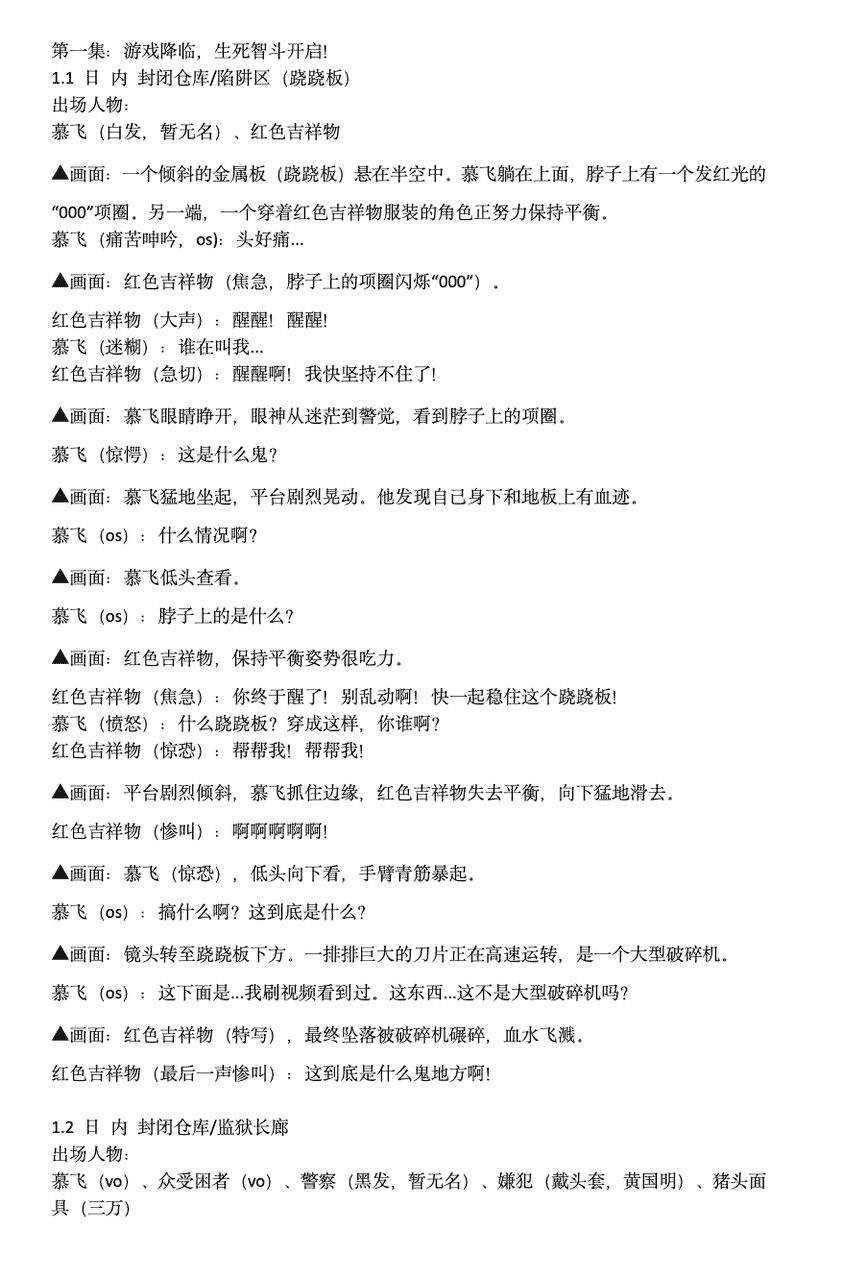 第一集：游戏降临，生死智斗开启！
1.1 日 内 封闭仓库/陷阱区（跷跷板）
出场人物：
慕飞（白发，暂无名）、红色吉祥物
▲画面：一个倾斜的金属板（跷跷板）悬在半空中。慕飞躺在上面，脖子上有一个发红光的
“000”项圈。另一端，一个穿着红色吉祥物服装的角色正努力保持平衡。
慕飞（痛苦呻吟，os)：头好痛...
▲画面：红色吉祥物（焦急，脖子上的项圈闪烁“000”）。
红色吉祥物（大声）：醒醒！醒醒！
慕飞（迷糊）：谁在叫我...
红色吉祥物（急切）：醒醒啊！我快坚持不住了！
▲画面：慕飞眼睛睁开，眼神从迷茫到警觉，看到脖子上的项圈。
慕飞（惊愕）：这是什么鬼？
▲画面：慕飞猛地坐起，平台剧烈晃动。他发现自己身下和地板上有血迹。
慕飞（os）：什么情况啊？
▲画面：慕飞低头查看。
慕飞（os）：脖子上的是什么？
▲画面：红色吉祥物，保持平衡姿势很吃力。
红色吉祥物（焦急）：你终于醒了！别乱动啊！快一起稳住这个跷跷板！
慕飞（愤怒）：什么跷跷板？穿成这样，你谁啊？
红色吉祥物（惊恐）：帮帮我！帮帮我！
▲画面：平台剧烈倾斜，慕飞抓住边缘，红色吉祥物失去平衡，向下猛地滑去。
红色吉祥物（惨叫）：啊啊啊啊啊！
▲画面：慕飞（惊恐），低头向下看，手臂青筋暴起。
慕飞（os）：搞什么啊？这到底是什么？
▲画面：镜头转至跷跷板下方。一排排巨大的刀片正在高速运转，是一个大型破碎机。
慕飞（os）：这下面是...我刷视频看到过。这东西...这不是大型破碎机吗？
▲画面：红色吉祥物（特写），最终坠落被破碎机碾碎，血水飞溅。
红色吉祥物（最后一声惨叫）：这到底是什么鬼地方啊！
1.2 日 内 封闭仓库/监狱长廊
出场人物：
慕飞（vo）、众受困者（vo）、警察（黑发，暂无名）、嫌犯（戴头套，黄国明）、猪头面
具（三万）